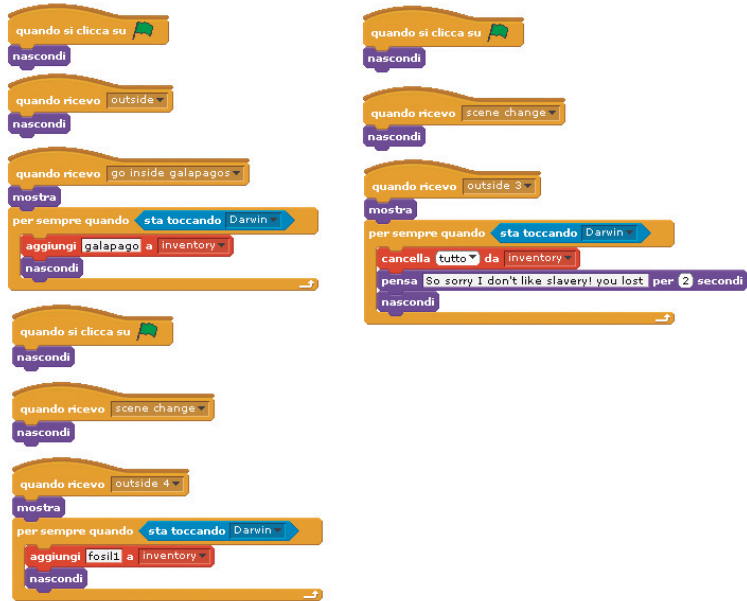 quando si clicca su
nascondi
quando ricevo outside
nascondi
quando ricevo go inside galapagos
mostra
per sempre quando sta toccando Darwin
aggiungi galapago a inventory
nascondi
quando si clicca su
nascondi
quando ricevo scene change
nascondi
quando ricevo outside 4
mostra
per sempre quando sta toccando Darwin
aggiungi fosil1 a inventory
nascondi
quando si clicca su
nascondi
quando ricevo scene change
nascondi
quando ricevo outside 3
mostra
per sempre quando sta toccando Darwin
cancella tutto da inventory
pensa So sorry I don't like slavery! you lost per 2 secondi
nascondi